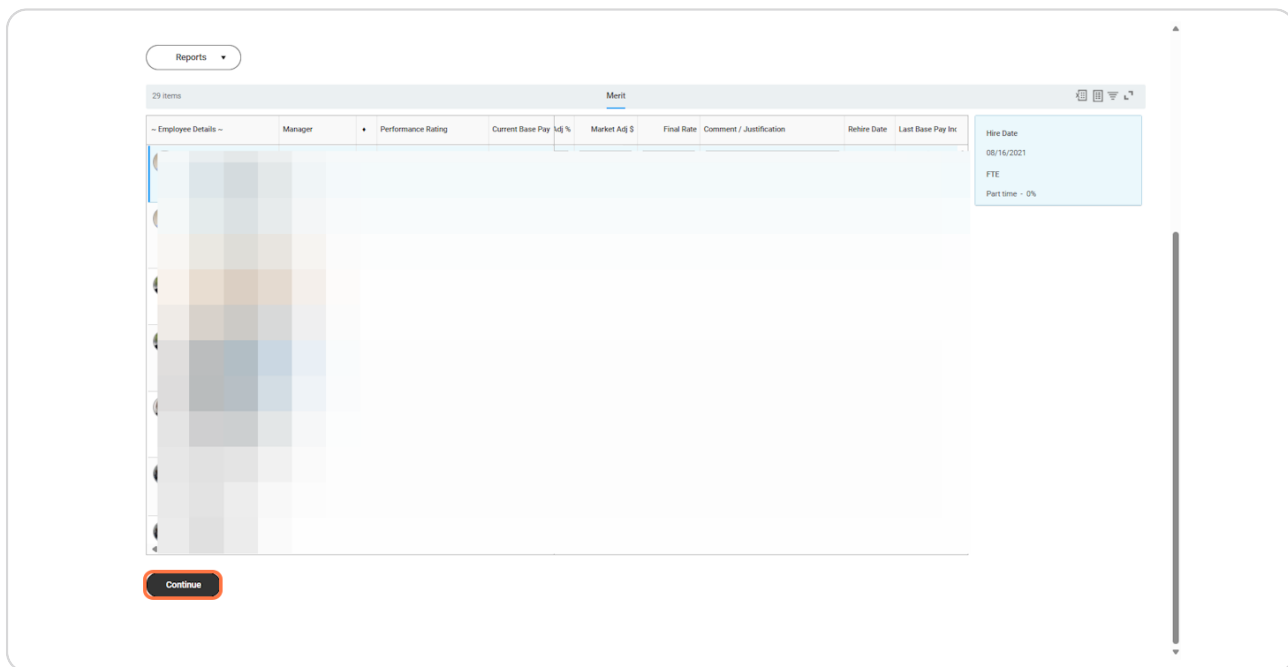 Reports
29 items Merit
~ Employee Details ~ Manager Performance Rating Current Base Pay Adj % Market Adj $ Final Rate Comment / Justification Rehire Date Last Base Pay Inc
Hire Date
08/16/2021
FTE
Part time - 0%
Continue